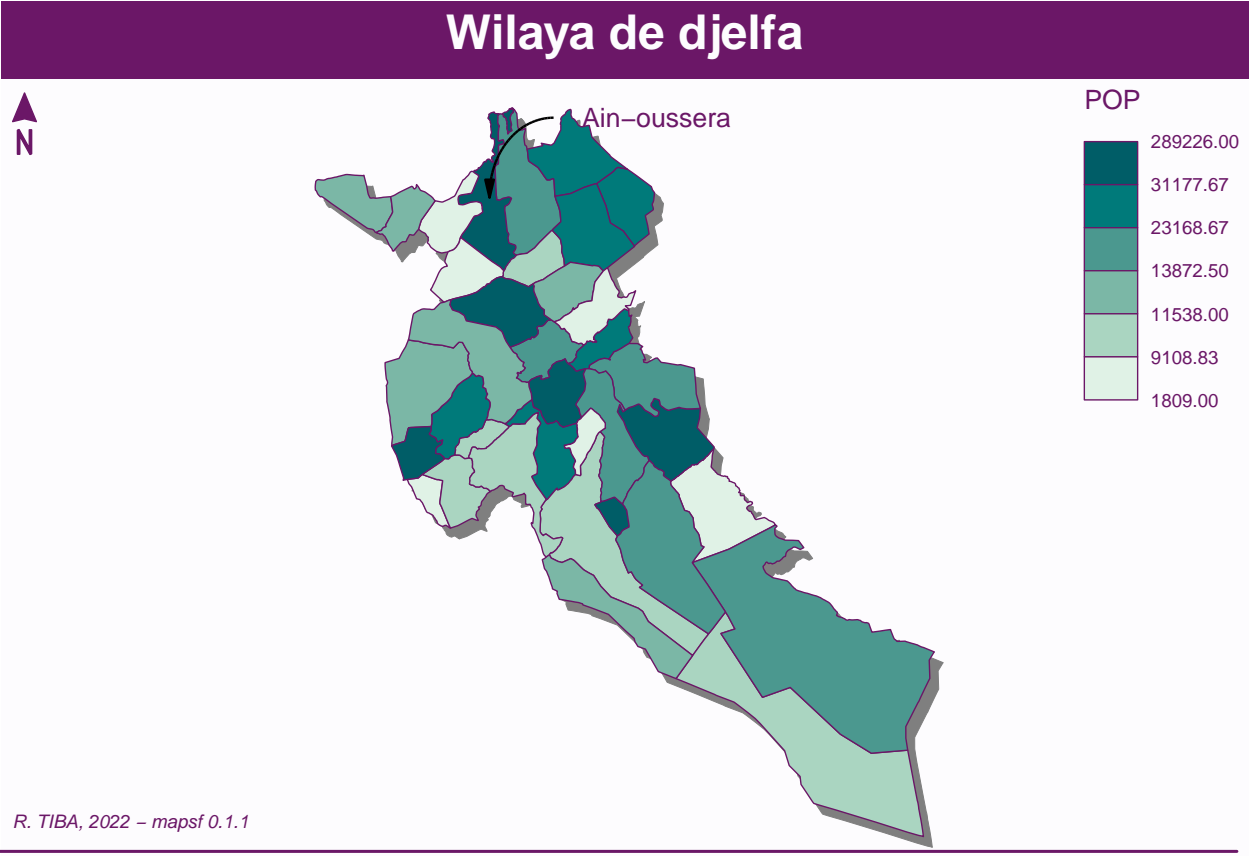 Wilaya de djelfa
N
Ain−oussera
POP
289226.00
31177.67
23168.67
13872.50
11538.00
9108.83
1809.00
R. TIBA, 2022 − mapsf 0.1.1